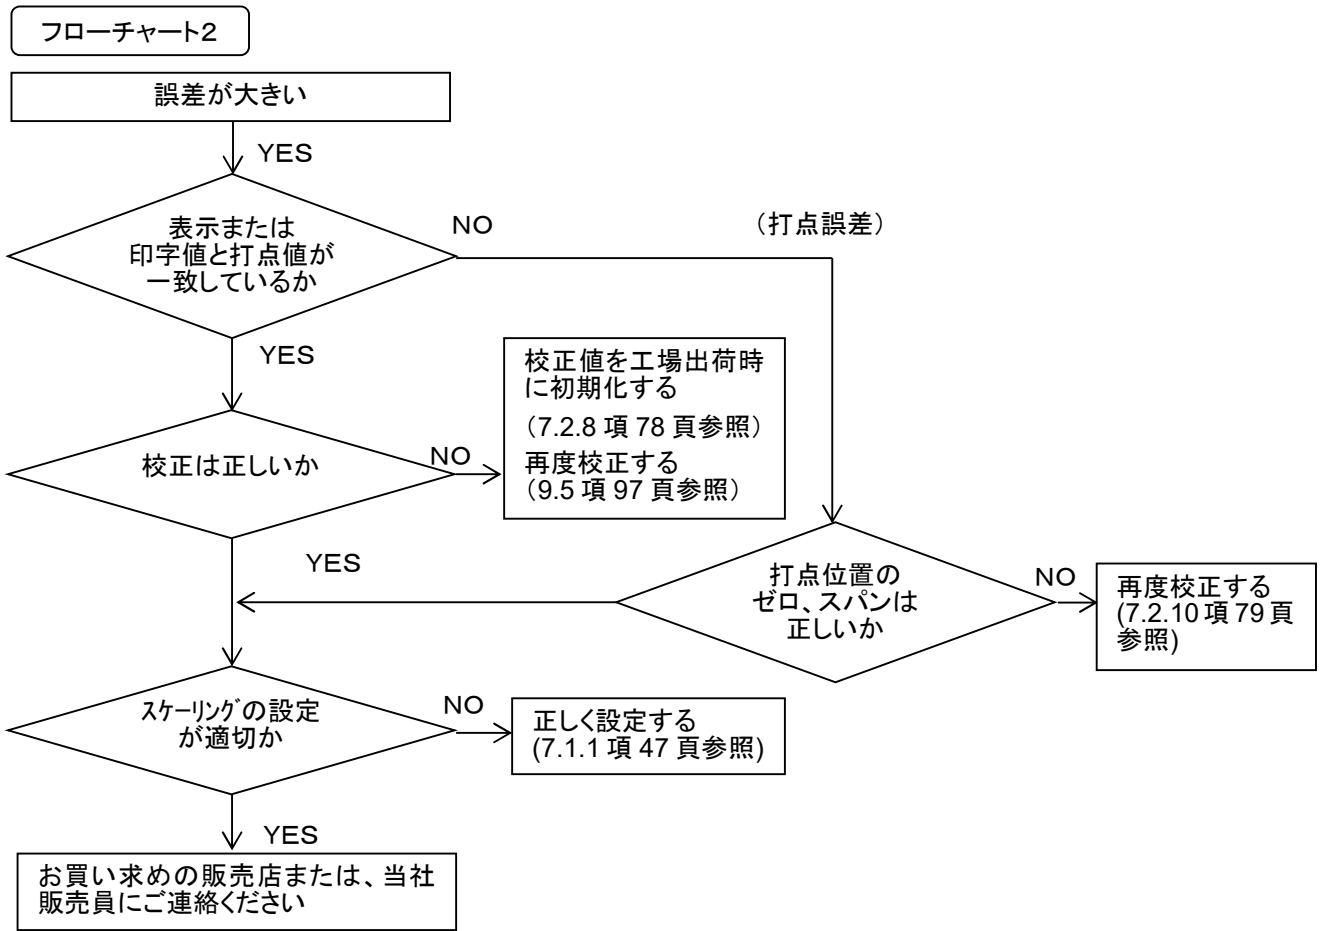 フローチャート2
誤差が大きい
YES
表示または
印字値と打点値が
一致しているか
NO
（打点誤差）
YES
校正値を工場出荷時
に初期化する
（7.2.8 項 78 頁参照）
再度校正する
（9.5 項 97 頁参照）
校正は正しいか
NO
YES
打点位置の
ゼロ、スパンは
正しいか
NO
再度校正する
(7.2.10 項 79 頁
参照)
ｽｹｰﾘﾝｸﾞの設定
が適切か
NO
正しく設定する
(7.1.1 項 47 頁参照)
YES
お買い求めの販売店または、当社
販売員にご連絡ください